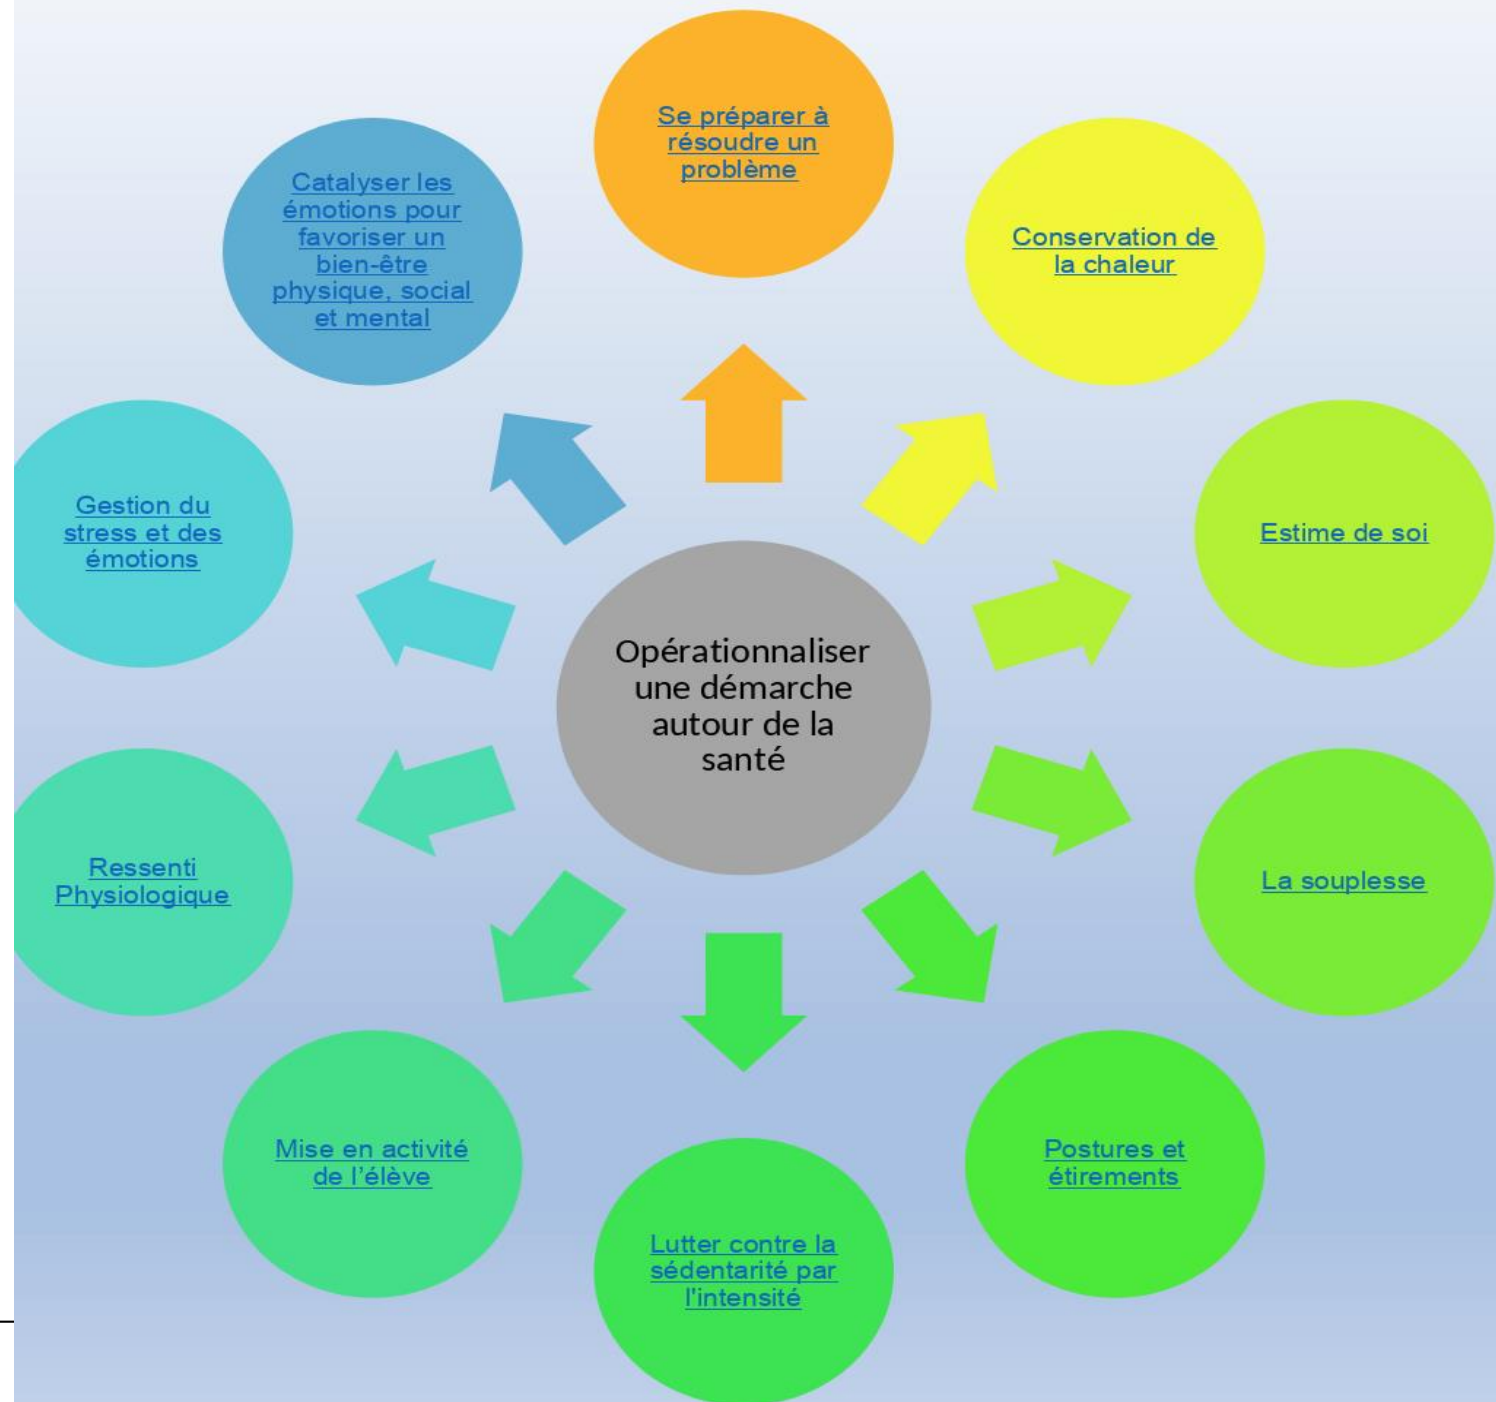 Se préparer à
résoudre un
problème
Conservation de
la chaleur
Estime de soi
La souplesse
Postures et
étirements
Lutter contre la
sédentarité par
l'intensité
Mise en activité
de l’élève
Ressenti
Physiologique
Gestion du
stress et des
émotions
Catalyser les
émotions pour
favoriser un
bien-être
physique, social
et mental
Opérationnaliser
une démarche
autour de la
santé